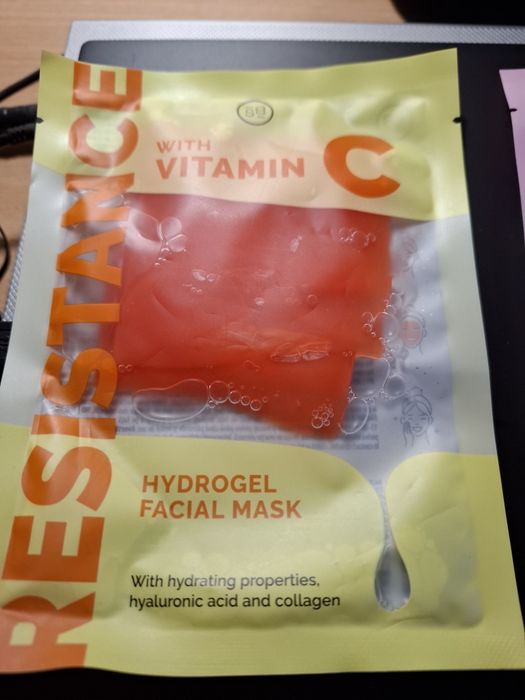 RESISTANCE
WITH
VITAMIN C
HYDROGEL
FACIAL MASK
With hydrating properties,
hyaluronic acid and collagen